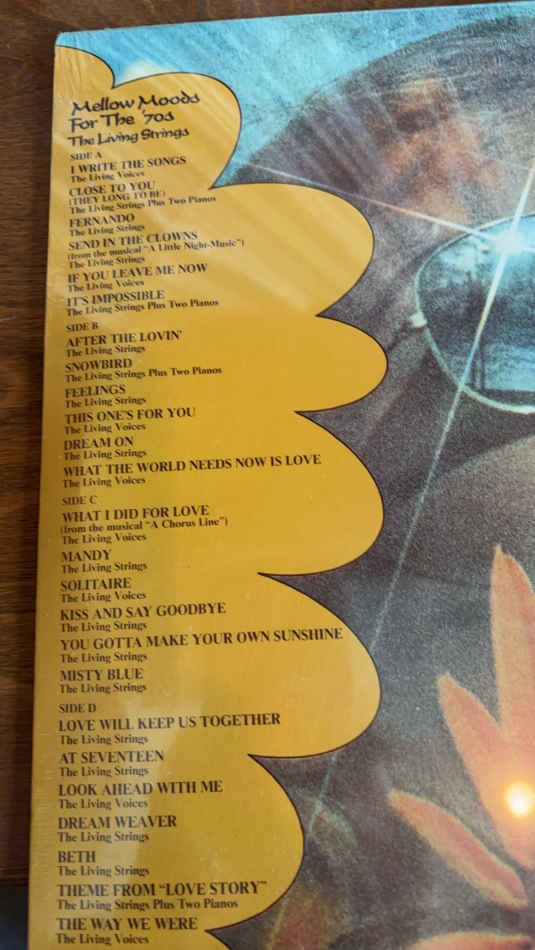 Mellow Moods
For The '70s
The Living Strings
SIDE A
I WRITE THE SONGS
The Living Voices
CLOSE TO YOU
(THEY LONG TO BE)
The Living Strings Plus Two Pianos
FERNANDO
The Living Strings
SEND IN THE CLOWNS
(from the musical "A Little Night-Music")
The Living Strings
IF YOU LEAVE ME NOW
The Living Voices
IT'S IMPOSSIBLE
The Living Strings Plus Two Pianos
SIDE B
AFTER THE LOVIN'
The Living Strings
SNOWBIRD
The Living Strings Plus Two Pianos
FEELINGS
The Living Strings
THIS ONE'S FOR YOU
The Living Voices
DREAM ON
The Living Strings
WHAT THE WORLD NEEDS NOW IS LOVE
The Living Voices
SIDE C
WHAT I DID FOR LOVE
(from the musical "A Chorus Line")
The Living Voices
MANDY
The Living Strings
SOLITAIRE
The Living Voices
KISS AND SAY GOODBYE
The Living Strings
YOU GOTTA MAKE YOUR OWN SUNSHINE
The Living Strings
MISTY BLUE
The Living Strings
SIDE D
LOVE WILL KEEP US TOGETHER
The Living Strings
AT SEVENTEEN
The Living Strings
LOOK AHEAD WITH ME
The Living Voices
DREAM WEAVER
The Living Strings
BETH
The Living Strings
THEME FROM "LOVE STORY"
The Living Strings Plus Two Pianos
THE WAY WE WERE
The Living Voices